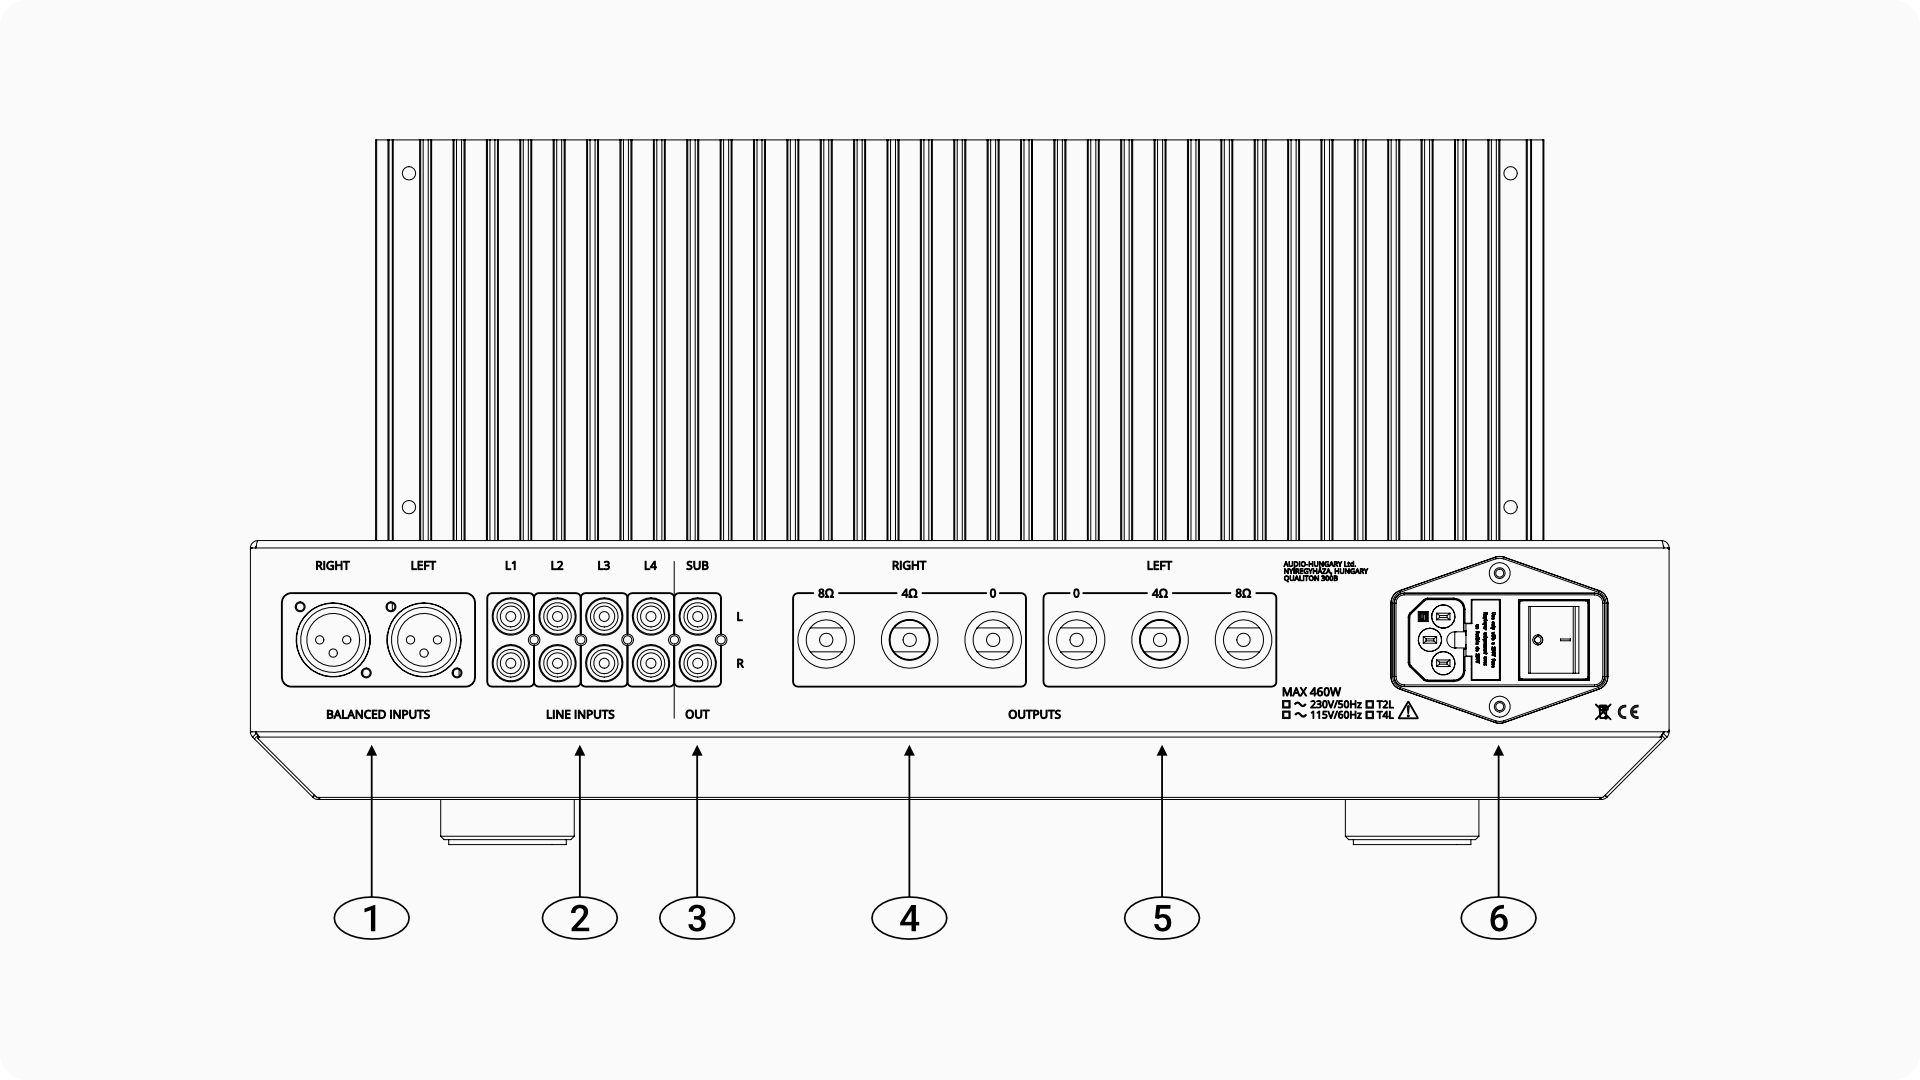 RIGHT LEFT L1 L2 L3 L4 SUB RIGHT LEFT
AUDIO-HUNGARY Ltd.
NYÍREGYHÁZA, HUNGARY
QUALITON 300B
8Ω 4Ω 0 0 4Ω 8Ω
L
R
MAX 460W
~ 230V/50Hz T2L
~ 115V/60Hz T4L
BALANCED INPUTS LINE INPUTS OUT OUTPUTS CE
1 2 3 4 5 6